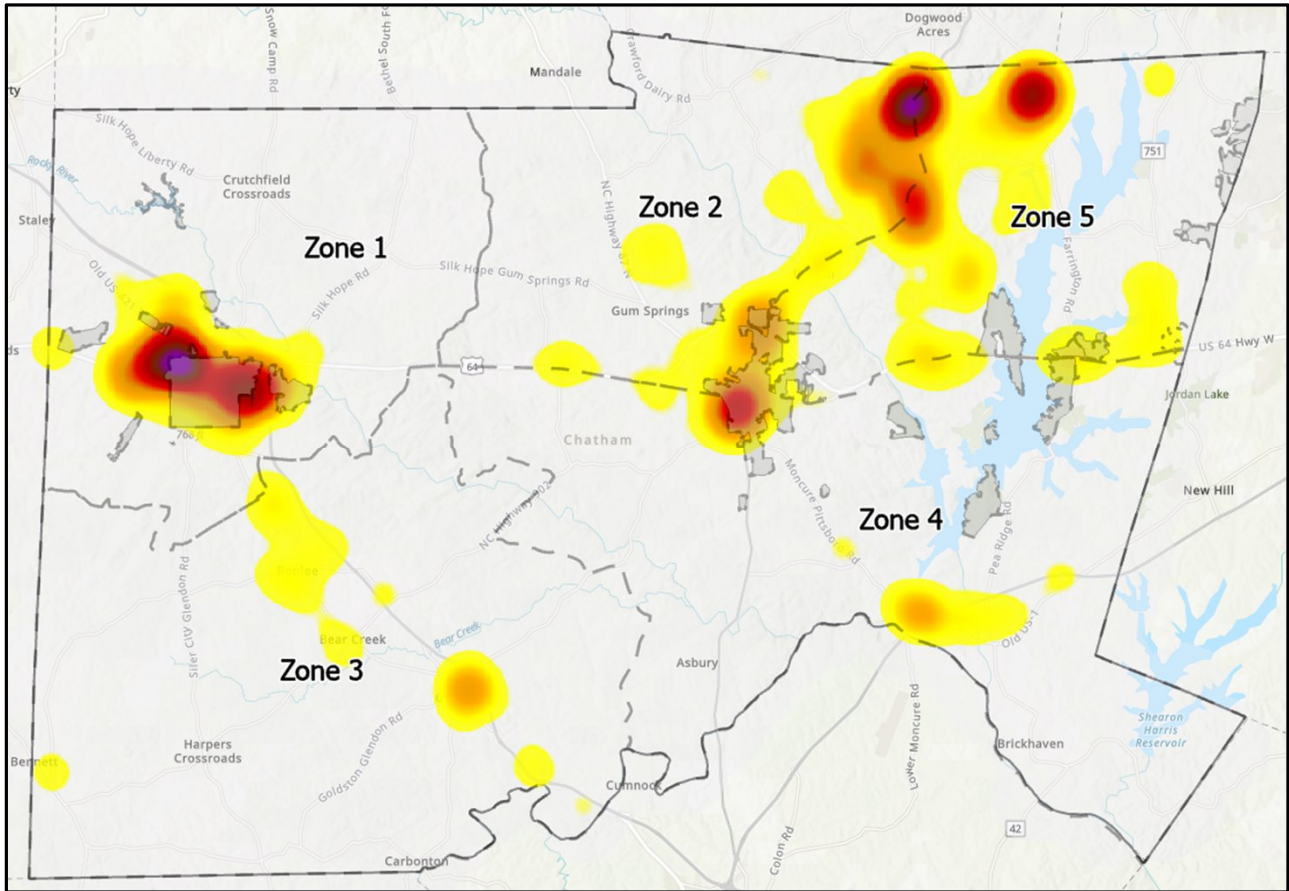 Dogwood
Acres
Snow Camp Rd
Bethel South Fo
Mandale
Crawford Dairy Rd
rty
Silk Hope Liberty Rd
Rocky River
Crutchfield
Crossroads
751
Staley
Zone 1
Zone 2
Zone 5
NC Highway 87 N
Old US 421
Silk Hope Rd
Silk Hope Gum Springs Rd
Farrington Rd
Gum Springs
ds
64
US 64 Hwy W
Jordan Lake
Chatham
NC Highway 902
Moncure Pittsboro Rd
New Hill
Zone 4
Pea Ridge Rd
Siler City Glendon Rd
Bonlee
Bear Creek
Bear Creek
Old US-1
Zone 3
Asbury
Goldston Glendon Rd
Lower Moncure Rd
Shearon
Harris
Reservoir
Harpers
Crossroads
Brickhaven
Bennett
Cumnock
Colon Rd
42
Carbonton